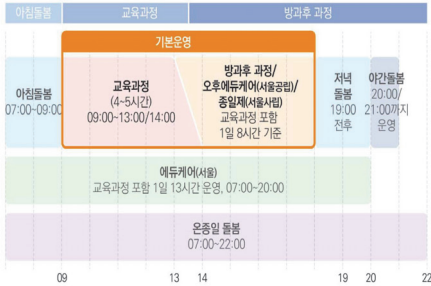 아침돌봄 교육과정 방과후 과정
기본운영
아침돌봄
07:00~09:00
교육과정
(4~5시간)
09:00~13:00/14:00
방과후 과정/
오후에듀케어(서울공립)/
종일제(서울사립)
교육과정 포함
1일 8시간 기준
저녁
돌봄
19:00
전후
야간돌봄
20:00/
21:00까지
운영
에듀케어(서울)
교육과정 포함 1일 13시간 운영, 07:00~20:00
온종일 돌봄
07:00~22:00
09 13 14 19 20 22